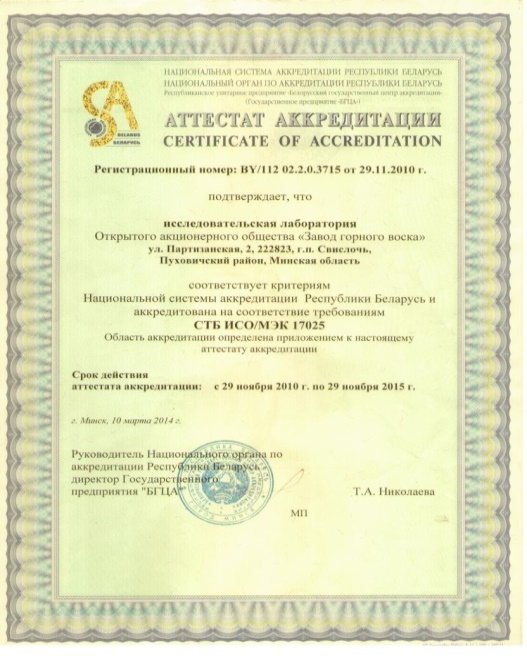 НАЦИОНАЛЬНАЯ СИСТЕМА АККРЕДИТАЦИИ РЕСПУБЛИКИ БЕЛАРУСЬ
НАЦИОНАЛЬНЫЙ ОРГАН ПО АККРЕДИТАЦИИ РЕСПУБЛИКИ БЕЛАРУСЬ
Республиканское унитарное предприятие «Белорусский государственный центр аккредитации»
(Государственное предприятие «БГЦА»)
BELARUS
БЕЛАРУСЬ
АТТЕСТАТ АККРЕДИТАЦИИ
CERTIFICATE OF ACCREDITATION
Регистрационный номер: BY/112 02.2.0.3715 от 29.11.2010 г.
подтверждает, что
исследовательская лаборатория
Открытого акционерного общества «Завод горного воска»
ул. Партизанская, 2, 222823, г.п. Свислочь,
Пуховичский район, Минская область
соответствует критериям
Национальной системы аккредитации Республики Беларусь и
аккредитована на соответствие требованиям
СТБ ИСО/МЭК 17025
Область аккредитации определена приложением к настоящему
аттестату аккредитации
Срок действия
аттестата аккредитации: с 29 ноября 2010 г. по 29 ноября 2015 г.
г. Минск, 10 марта 2014 г.
Руководитель Национального органа по
аккредитации Республики Беларусь -
директор Государственного
предприятия "БГЦА"
Т.А. Николаева
МП